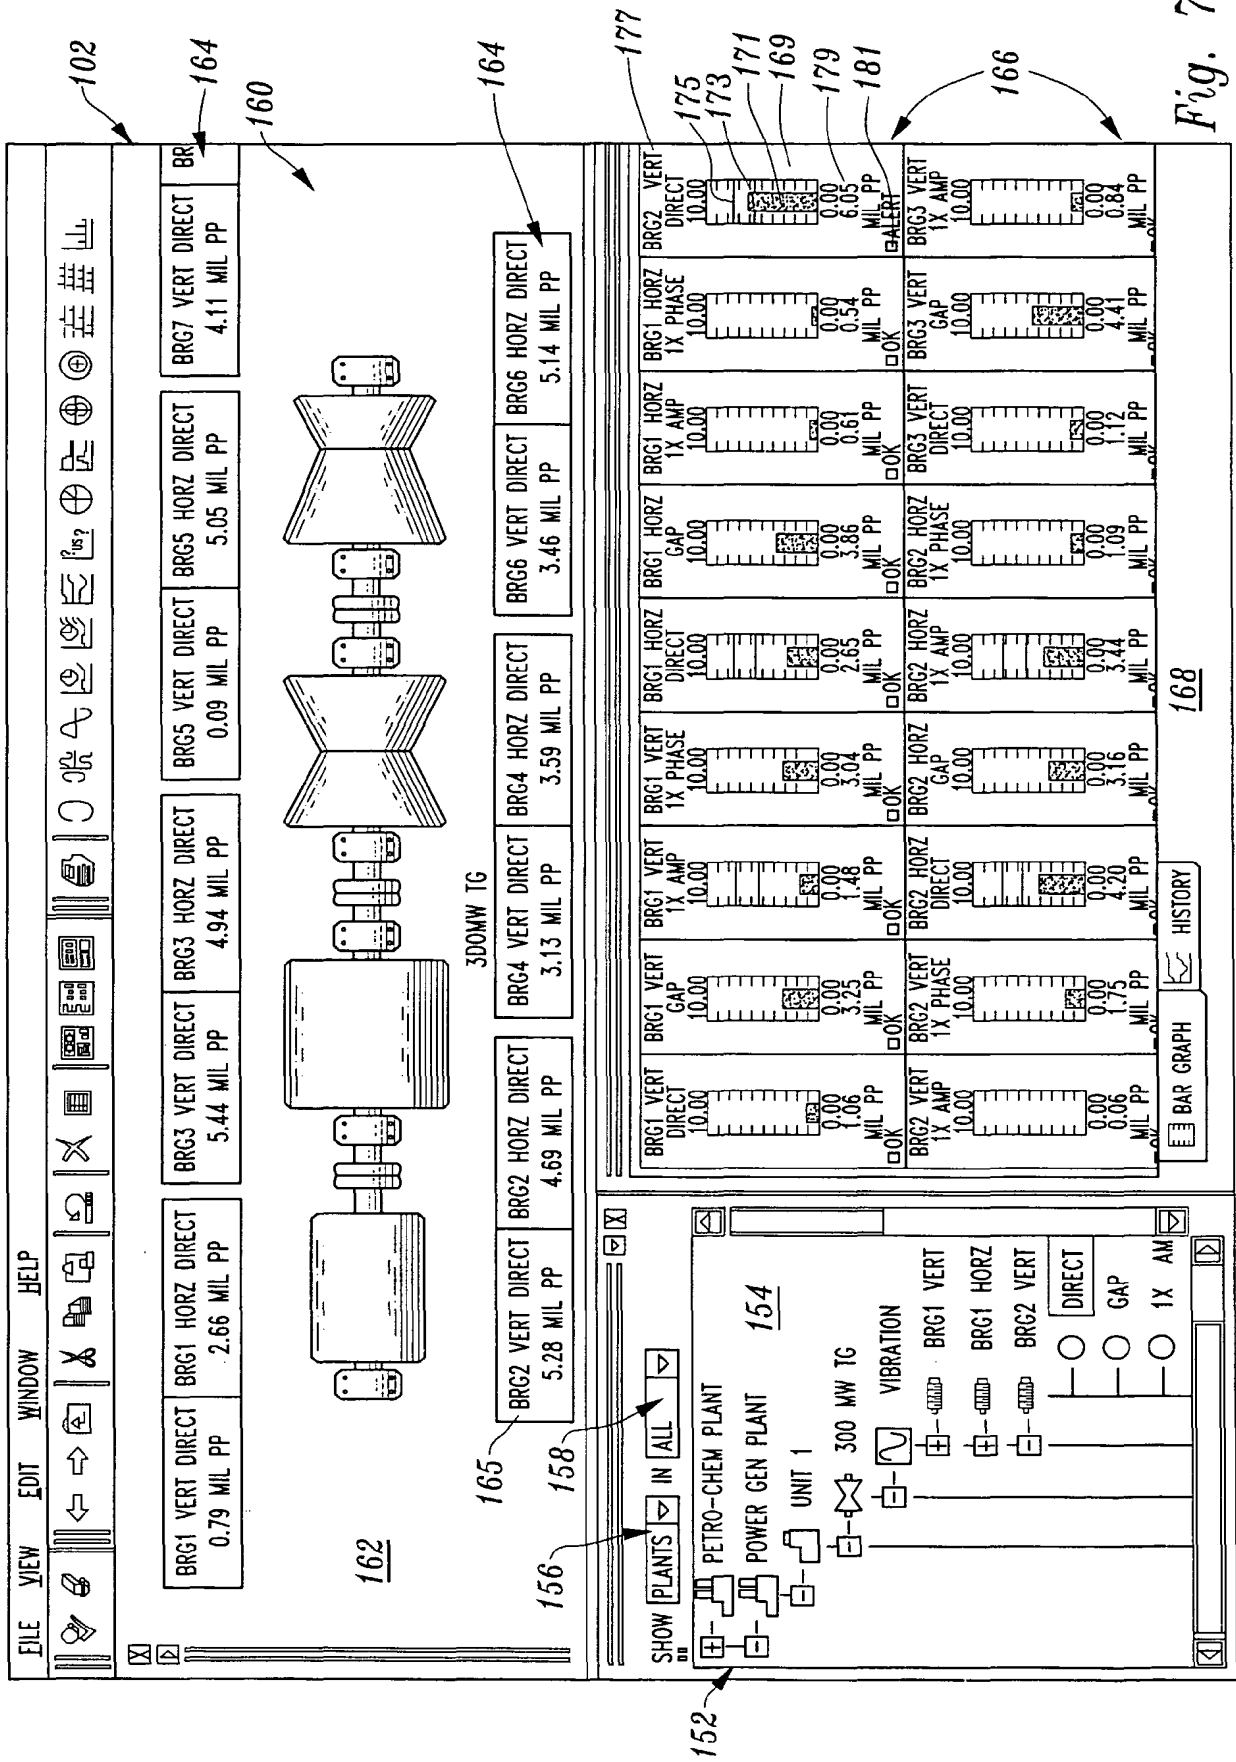 FILE VIEW EDIT WINDOW HELP
?us?
102
BRG1 VERT DIRECT
0.79 MIL PP
BRG1 HORZ DIRECT
2.66 MIL PP
BRG3 VERT DIRECT
5.44 MIL PP
BRG3 HORZ DIRECT
4.94 MIL PP
BRG5 VERT DIRECT
0.09 MIL PP
BRG5 HORZ DIRECT
5.05 MIL PP
BRG7 VERT DIRECT
4.11 MIL PP
BR
164
160
162
3DOMW TG
BRG2 VERT DIRECT
5.28 MIL PP
BRG2 HORZ DIRECT
4.69 MIL PP
BRG4 VERT DIRECT
3.13 MIL PP
BRG4 HORZ DIRECT
3.59 MIL PP
BRG6 VERT DIRECT
3.46 MIL PP
BRG6 HORZ DIRECT
5.14 MIL PP
164
165
156
158
SHOW PLANTS IN ALL
PETRO-CHEM PLANT
POWER GEN PLANT
UNIT 1
300 MW TG
VIBRATION
BRG1 VERT
BRG1 HORZ
BRG2 VERT
DIRECT
GAP
1X AM
154
152
BRG1 VERT
DIRECT
10.00
0.00
1.06
MIL PP
OK
BRG1 VERT
GAP
10.00
0.00
3.25
MIL PP
OK
BRG1 VERT
1X AMP
10.00
0.00
1.48
MIL PP
OK
BRG1 VERT
1X PHASE
10.00
0.00
3.04
MIL PP
OK
BRG1 HORZ
DIRECT
10.00
0.00
2.65
MIL PP
OK
BRG1 HORZ
GAP
10.00
0.00
3.86
MIL PP
OK
BRG1 HORZ
1X AMP
10.00
0.00
0.61
MIL PP
OK
BRG1 HORZ
1X PHASE
10.00
0.00
0.54
MIL PP
OK
BRG2 VERT
DIRECT
10.00
0.00
6.05
MIL PP
ALERT
177
175
173
171
169
179
181
BRG2 VERT
1X AMP
10.00
0.00
0.06
MIL PP
OK
BRG2 VERT
1X PHASE
10.00
0.00
1.75
MIL PP
OK
BRG2 HORZ
DIRECT
10.00
0.00
4.20
MIL PP
OK
BRG2 HORZ
GAP
10.00
0.00
3.16
MIL PP
OK
BRG2 HORZ
1X AMP
10.00
0.00
3.44
MIL PP
OK
BRG2 HORZ
1X PHASE
10.00
0.00
1.09
MIL PP
OK
BRG3 VERT
DIRECT
10.00
0.00
1.12
MIL PP
OK
BRG3 VERT
GAP
10.00
0.00
4.41
MIL PP
OK
BRG3 VERT
1X AMP
10.00
0.00
0.84
MIL PP
OK
166
BAR GRAPH HISTORY
168
Fig. 7